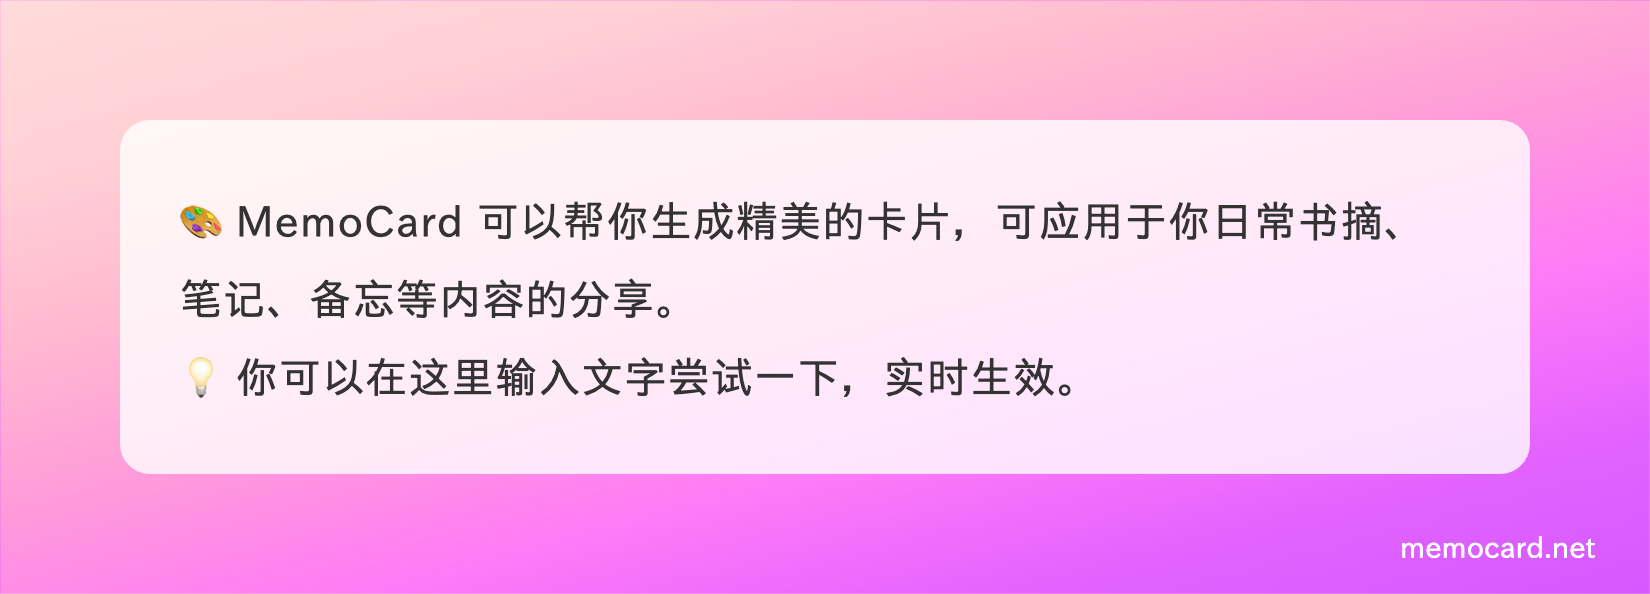 🎨 MemoCard 可以帮你生成精美的卡片，可应用于你日常书摘、
笔记、备忘等内容的分享。
💡 你可以在这里输入文字尝试一下，实时生效。
memocard.net